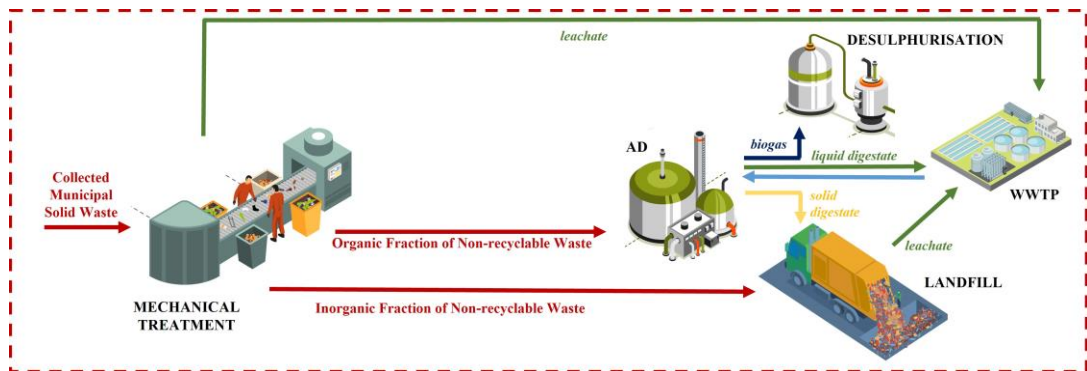 leachate
DESULPHURISATION
AD
biogas
liquid digestate
WWTP
Collected
Municipal
Solid Waste
solid
digestate
Organic Fraction of Non-recyclable Waste
leachate
LANDFILL
MECHANICAL
TREATMENT
Inorganic Fraction of Non-recyclable Waste